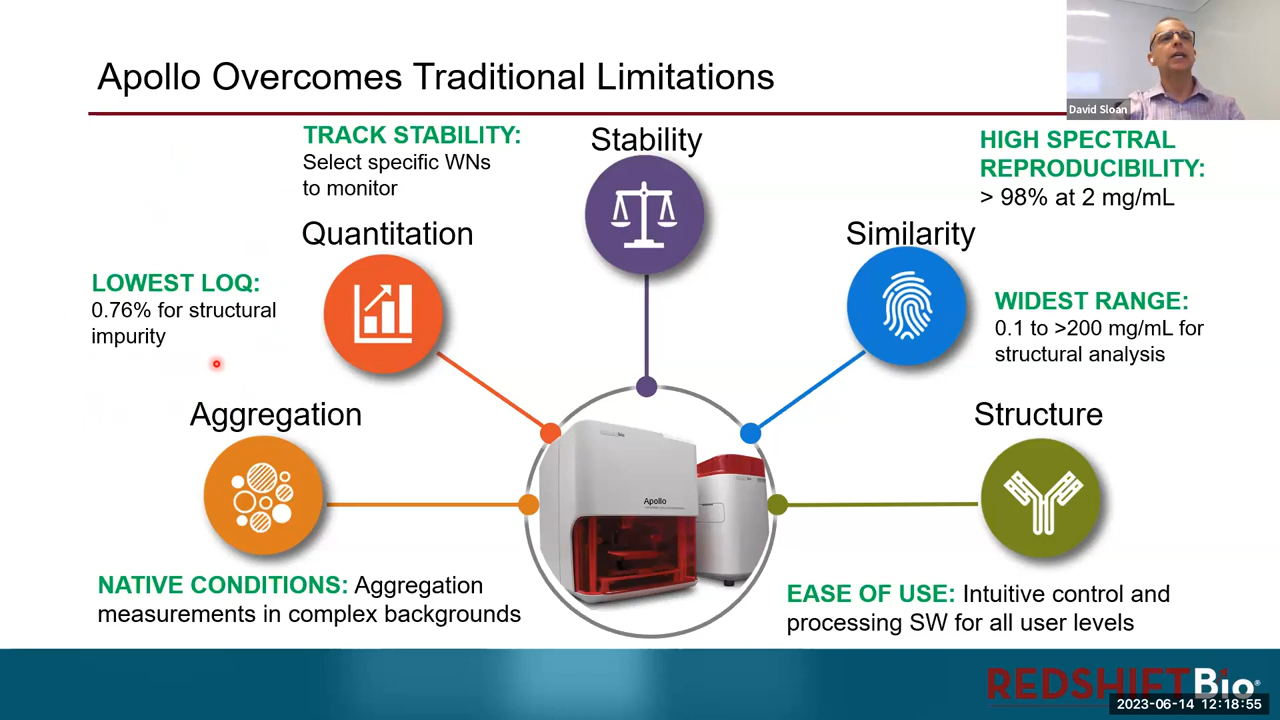 Apollo Overcomes Traditional Limitations
David Sloan
TRACK STABILITY:
Select specific WNs
to monitor
Stability
HIGH SPECTRAL
REPRODUCIBILITY:
> 98% at 2 mg/mL
Quantitation
Similarity
LOWEST LOQ:
0.76% for structural
impurity
WIDEST RANGE:
0.1 to >200 mg/mL for
structural analysis
Aggregation
Structure
Apollo
NATIVE CONDITIONS: Aggregation
measurements in complex backgrounds
EASE OF USE: Intuitive control and
processing SW for all user levels
REDSHIFTBio®
2023-06-14 12:18:55